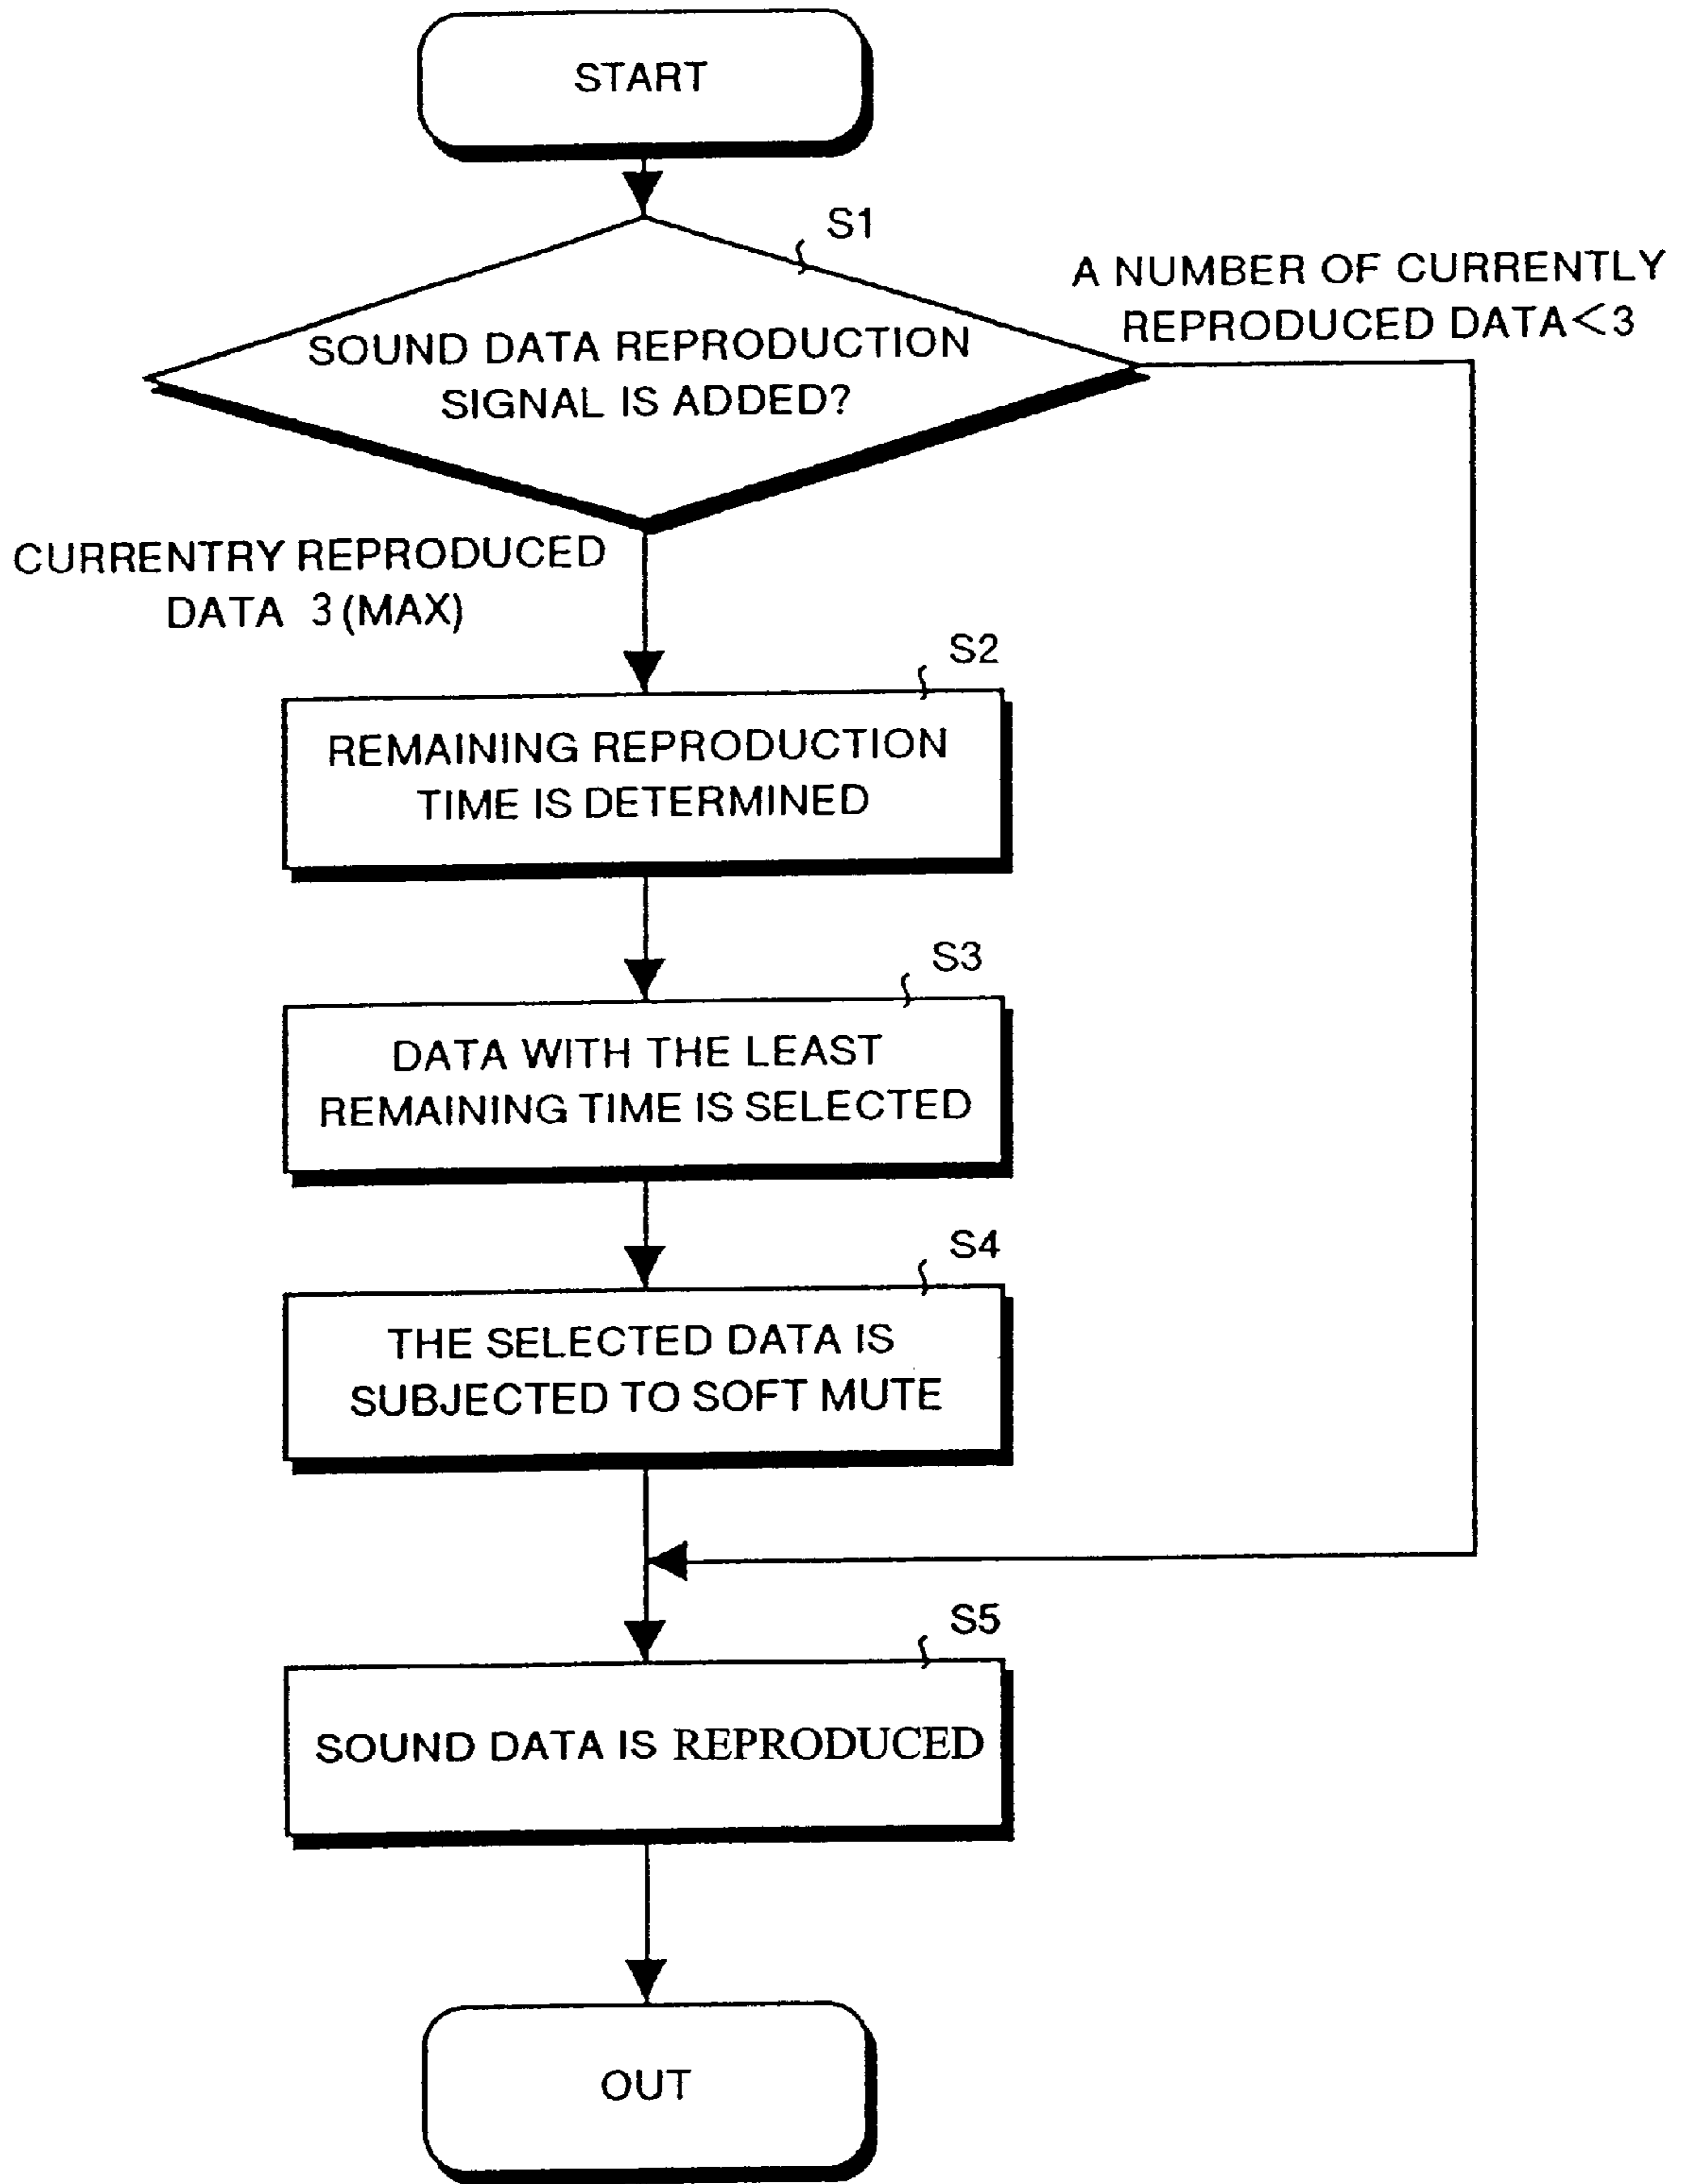 START
S1
A NUMBER OF CURRENTLY
REPRODUCED DATA<3
SOUND DATA REPRODUCTION
SIGNAL IS ADDED?
CURRENTRY REPRODUCED
DATA 3 (MAX)
S2
REMAINING REPRODUCTION
TIME IS DETERMINED
S3
DATA WITH THE LEAST
REMAINING TIME IS SELECTED
S4
THE SELECTED DATA IS
SUBJECTED TO SOFT MUTE
S5
SOUND DATA IS REPRODUCED
OUT